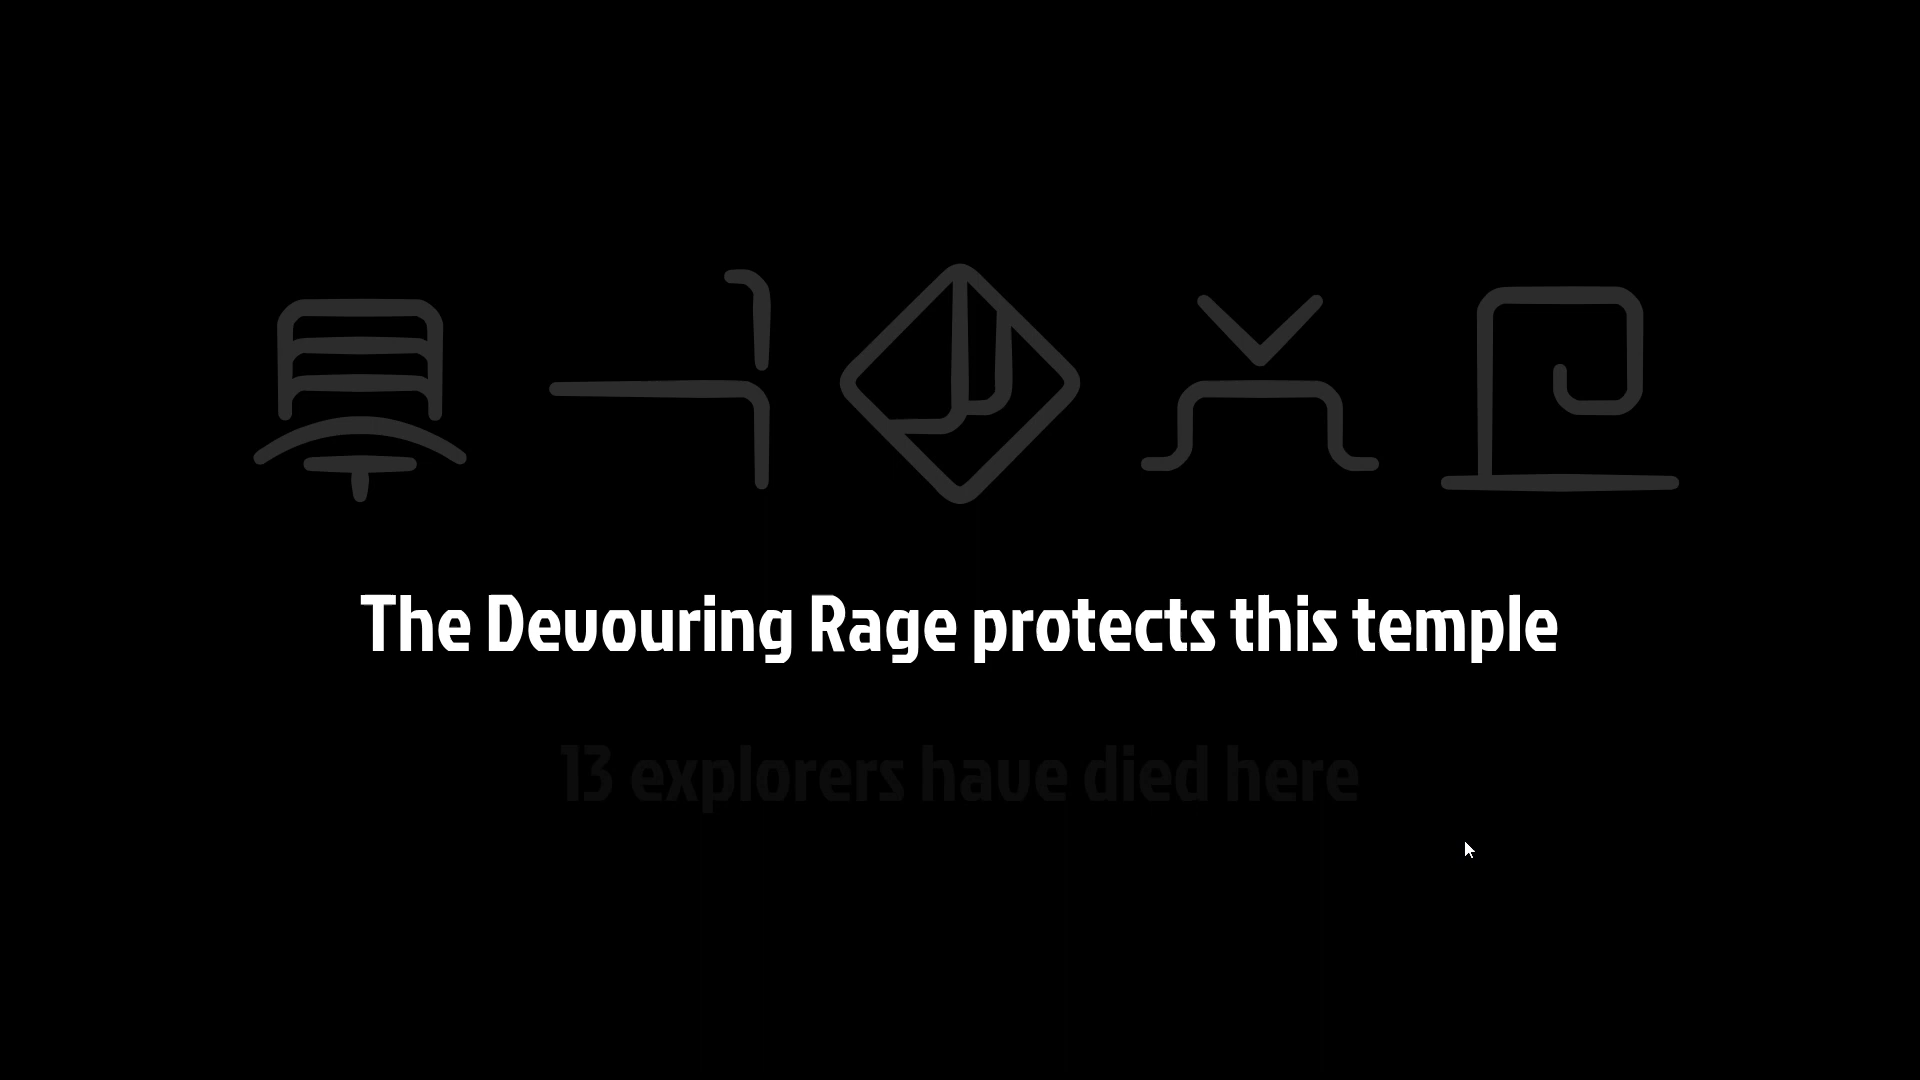 The Devouring Rage protects this temple
13 explorers have died here